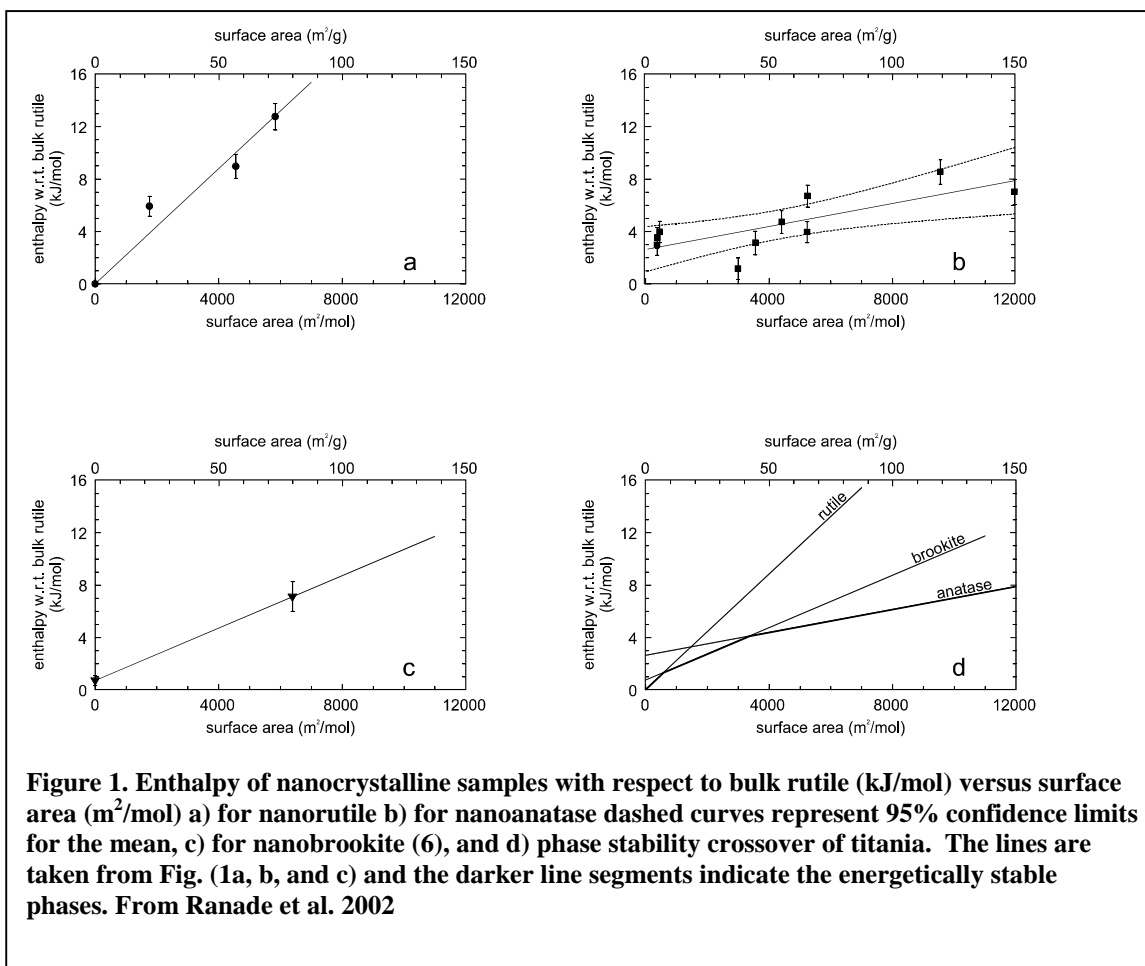 surface area (m²/g)
0 50 100 150
16
12
8
4
0
enthalpy w.r.t. bulk rutile
(kJ/mol)
a
0 4000 8000 12000
surface area (m²/mol)
surface area (m²/g)
0 50 100 150
16
12
8
4
0
enthalpy w.r.t. bulk rutile
(kJ/mol)
b
0 4000 8000 12000
surface area (m²/mol)
surface area (m²/g)
0 50 100 150
16
12
8
4
0
enthalpy w.r.t. bulk rutile
(kJ/mol)
c
0 4000 8000 12000
surface area (m²/mol)
surface area (m²/g)
0 50 100 150
16
12
8
4
0
enthalpy w.r.t. bulk rutile
(kJ/mol)
rutile
brookite
anatase
d
0 4000 8000 12000
surface area (m²/mol)
Figure 1. Enthalpy of nanocrystalline samples with respect to bulk rutile (kJ/mol) versus surface
area (m²/mol) a) for nanorutile b) for nanoanatase dashed curves represent 95% confidence limits
for the mean, c) for nanobrookite (6), and d) phase stability crossover of titania. The lines are
taken from Fig. (1a, b, and c) and the darker line segments indicate the energetically stable
phases. From Ranade et al. 2002